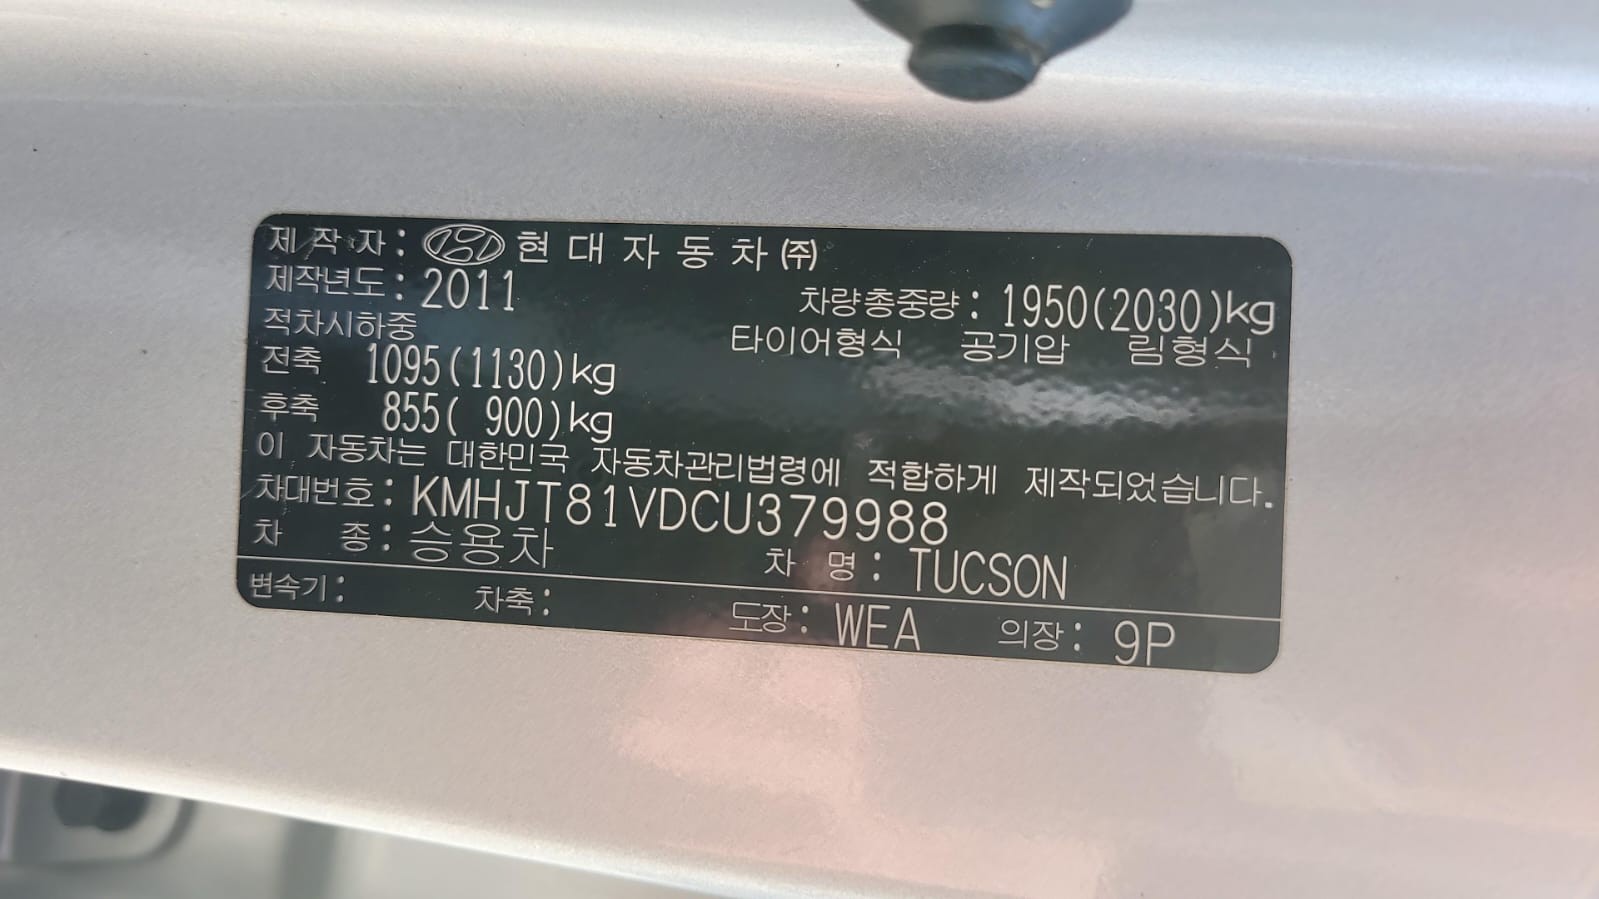 제 작 자 : 현 대 자 동 차 ㈜
제작년도 : 2011
차량총중량 : 1950(2030)kg
적차시하중
타이어형식 공기압 림형식
전축 1095(1130)kg
후축 855( 900)kg
이 자동차는 대한민국 자동차관리법령에 적합하게 제작되었습니다.
차대번호 : KMHJT81VDCU379988
차 종 : 승용차 차 명 : TUCSON
변속기 : 차축 : 도장 : WEA 의장 : 9P